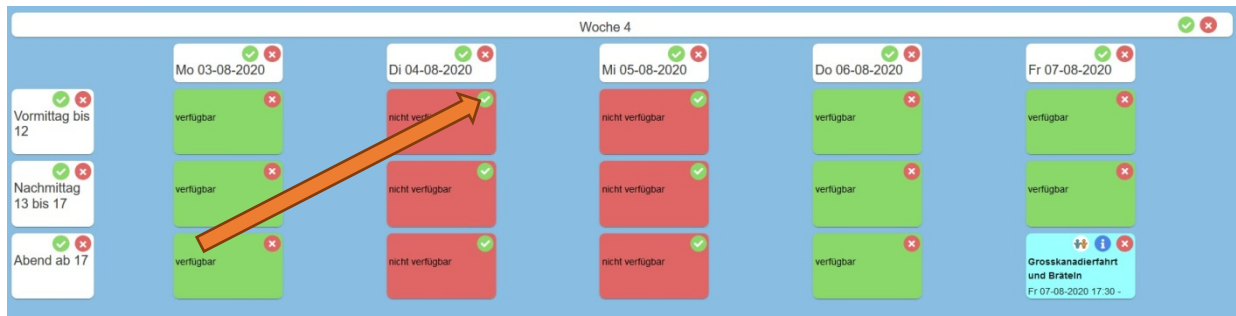 Woche 4
Mo 03-08-2020
Di 04-08-2020
Mi 05-08-2020
Do 06-08-2020
Fr 07-08-2020
Vormittag bis
12
verfügbar
nicht verfügbar
nicht verfügbar
verfügbar
verfügbar
Nachmittag
13 bis 17
verfügbar
nicht verfügbar
nicht verfügbar
verfügbar
verfügbar
Abend ab 17
verfügbar
nicht verfügbar
nicht verfügbar
verfügbar
Grosskanadierfahrt
und Bräteln
Fr 07-08-2020 17:30 -